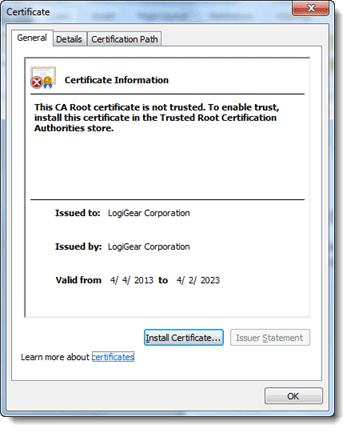 Certificate
General Details Certification Path
Certificate Information
This CA Root certificate is not trusted. To enable trust,
install this certificate in the Trusted Root Certification
Authorities store.
Issued to: LogiGear Corporation
Issued by: LogiGear Corporation
Valid from 4/ 4/ 2013 to 4/ 2/ 2023
Install Certificate... Issuer Statement
Learn more about certificates
OK